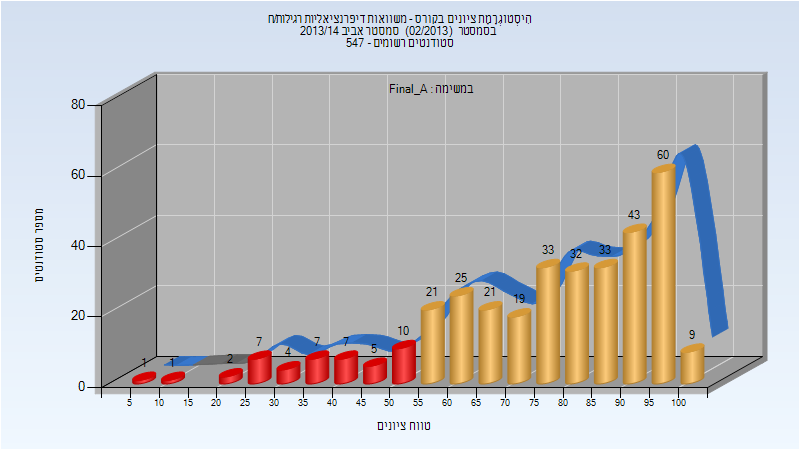 היסטוגרמת ציונים בקורס - משוואות דיפרנציאליות רגילות/ח
בסמסטר (02/2013) סמסטר אביב 2013/14
סטודנטים רשומים - 547
במשימה : Final_A
מספר סטודנטים
80
60
40
20
0
1 1 2 7 4 7 7 5 10 21 25 21 19 33 32 33 43 60 9
5 10 15 20 25 30 35 40 45 50 55 60 65 70 75 80 85 90 95 100
טווח ציונים